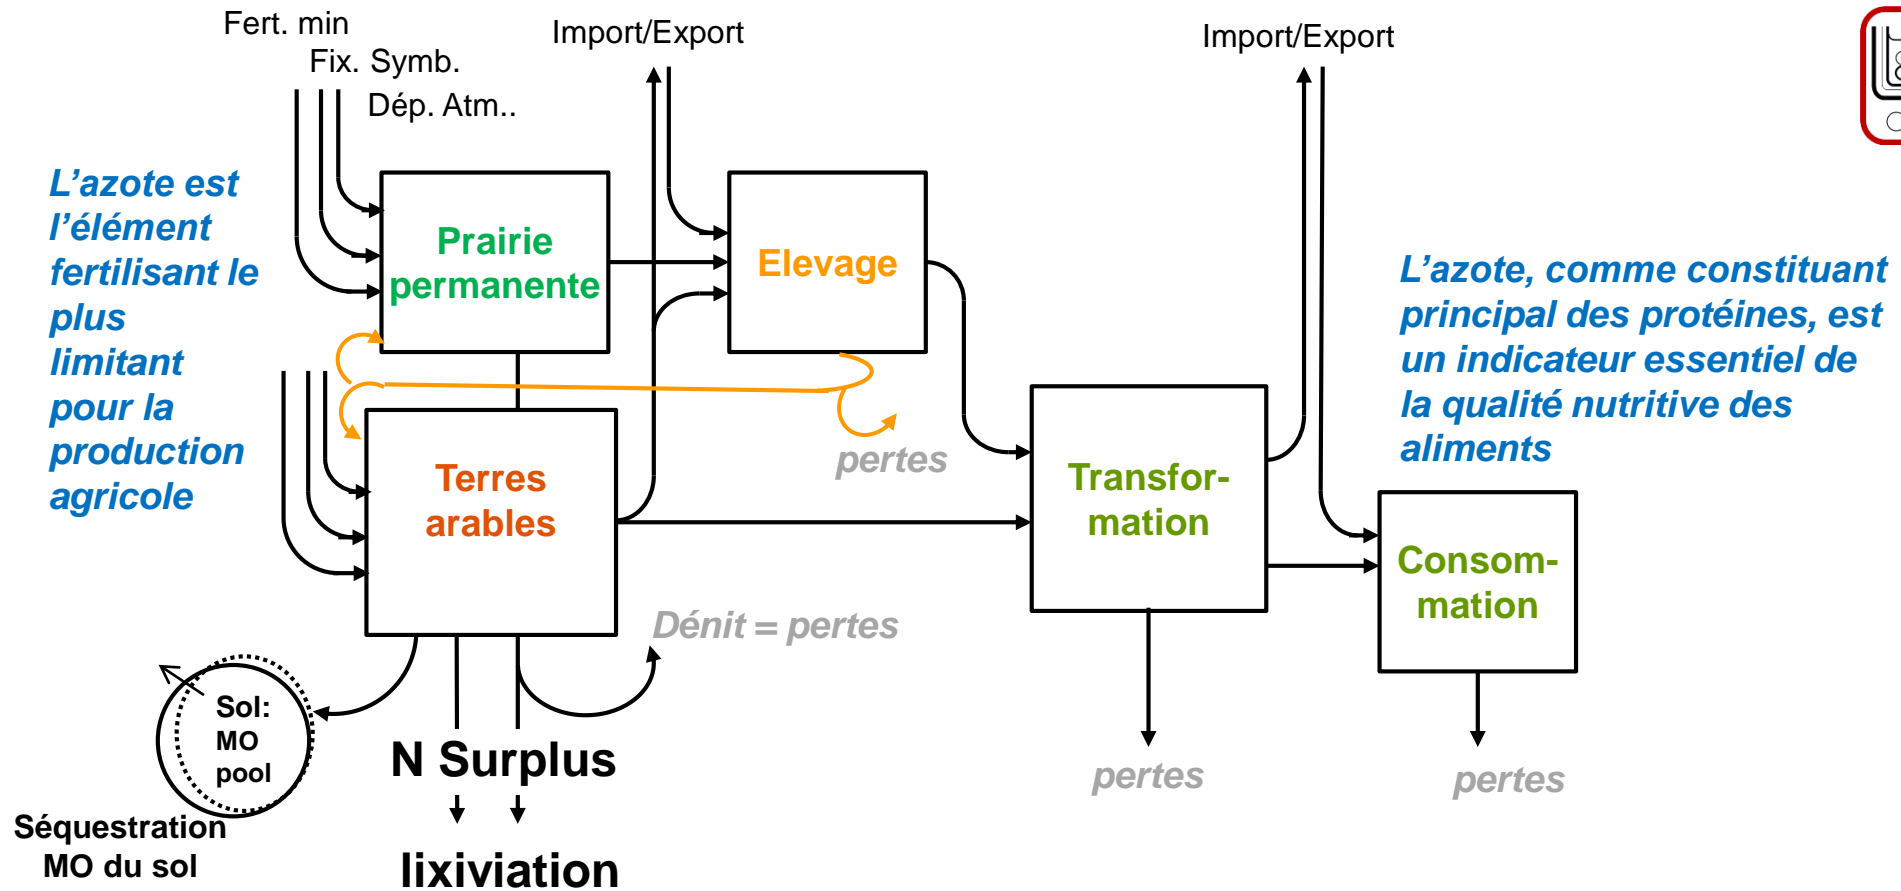 Fert. min
Fix. Symb.
Dép. Atm..
Import/Export
Import/Export
L’azote est
l’élément
fertilisant le
plus
limitant
pour la
production
agricole
Prairie
permanente
Elevage
L’azote, comme constituant
principal des protéines, est
un indicateur essentiel de
la qualité nutritive des
aliments
pertes
Terres
arables
Transfor-
mation
Consom-
mation
Dénit = pertes
Sol:
MO
pool
N Surplus
pertes
pertes
Séquestration
MO du sol
lixiviation